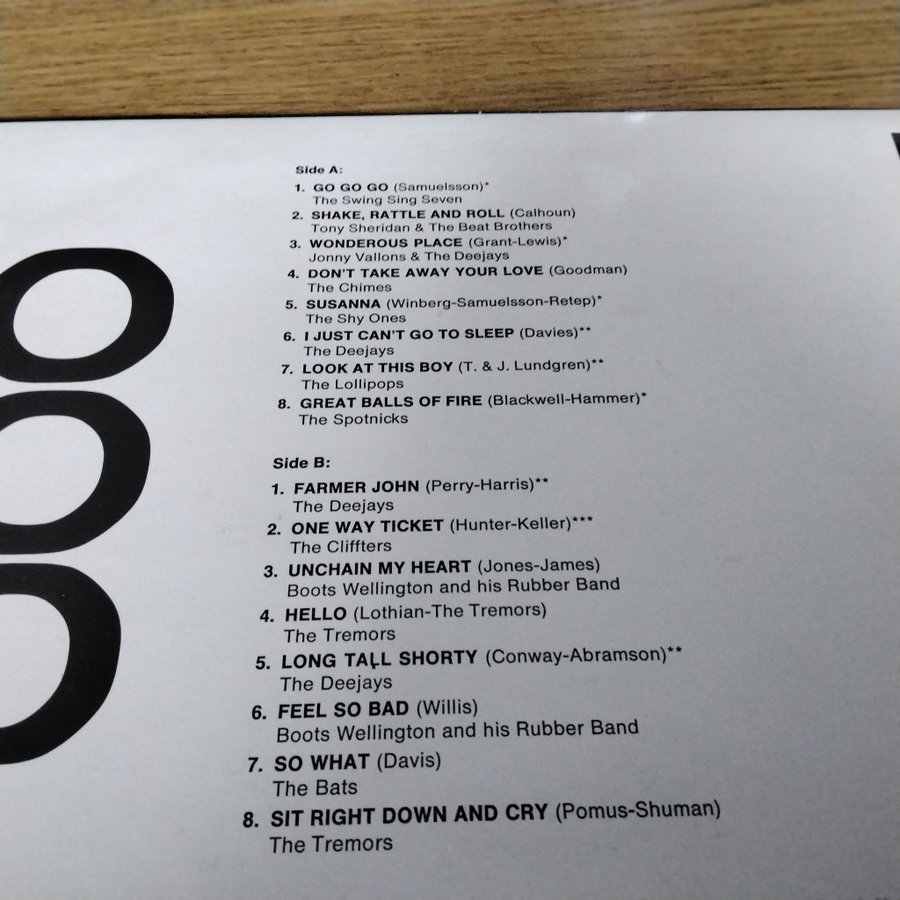 Side A:
1. GO GO GO (Samuelsson)*
The Swing Sing Seven
2. SHAKE, RATTLE AND ROLL (Calhoun)
Tony Sheridan & The Beat Brothers
3. WONDEROUS PLACE (Grant-Lewis)*
Jonny Vallons & The Deejays
4. DON'T TAKE AWAY YOUR LOVE (Goodman)
The Chimes
5. SUSANNA (Winberg-Samuelsson-Retep)*
The Shy Ones
6. I JUST CAN'T GO TO SLEEP (Davies)**
The Deejays
7. LOOK AT THIS BOY (T. & J. Lundgren)**
The Lollipops
8. GREAT BALLS OF FIRE (Blackwell-Hammer)*
The Spotnicks
Side B:
1. FARMER JOHN (Perry-Harris)**
The Deejays
2. ONE WAY TICKET (Hunter-Keller)***
The Cliffters
3. UNCHAIN MY HEART (Jones-James)
Boots Wellington and his Rubber Band
4. HELLO (Lothian-The Tremors)
The Tremors
5. LONG TALL SHORTY (Conway-Abramson)**
The Deejays
6. FEEL SO BAD (Willis)
Boots Wellington and his Rubber Band
7. SO WHAT (Davis)
The Bats
8. SIT RIGHT DOWN AND CRY (Pomus-Shuman)
The Tremors